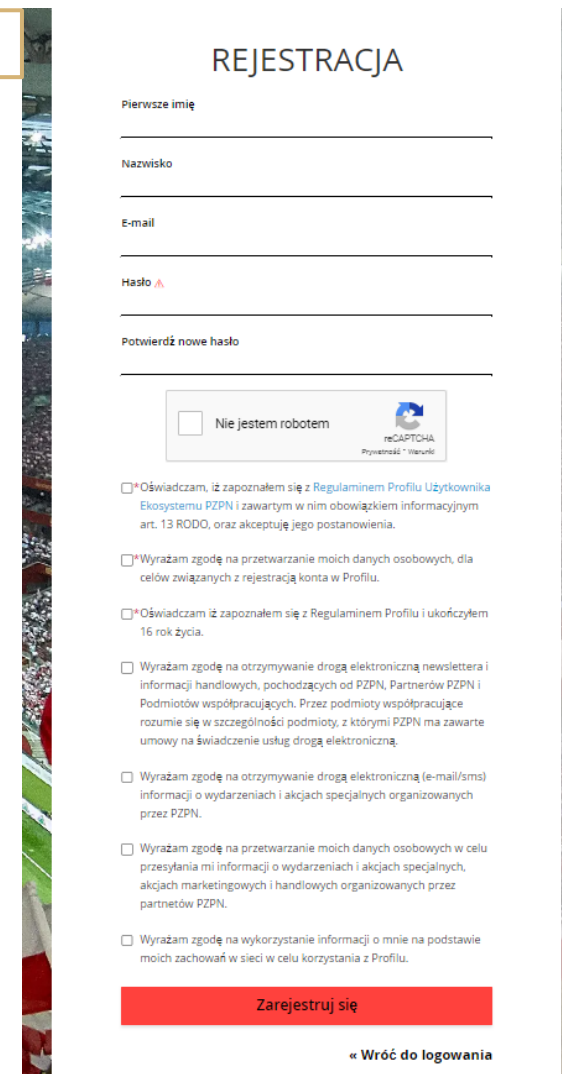 REJESTRACJA
Pierwsze imię
Nazwisko
E-mail
Hasło ⚠
Potwierdź nowe hasło
Nie jestem robotem
reCAPTCHA
Prywatność * Warunki
*Oświadczam, iż zapoznałem się z Regulaminem Profilu Użytkownika
Ekosystemu PZPN i zawartym w nim obowiązkiem informacyjnym
art. 13 RODO, oraz akceptuję jego postanowienia.
*Wyrażam zgodę na przetwarzanie moich danych osobowych, dla
celów związanych z rejestracją konta w Profilu.
*Oświadczam iż zapoznałem się z Regulaminem Profilu i ukończyłem
16 rok życia.
Wyrażam zgodę na otrzymywanie drogą elektroniczną newslettera i
informacji handlowych, pochodzących od PZPN, Partnerów PZPN i
Podmiotów współpracujących. Przez podmioty współpracujące
rozumie się w szczególności podmioty, z którymi PZPN ma zawarte
umowy na świadczenie usług drogą elektroniczną.
Wyrażam zgodę na otrzymywanie drogą elektroniczną (e-mail/sms)
informacji o wydarzeniach i akcjach specjalnych organizowanych
przez PZPN.
Wyrażam zgodę na przetwarzanie moich danych osobowych w celu
przesyłania mi informacji o wydarzeniach i akcjach specjalnych,
akcjach marketingowych i handlowych organizowanych przez
partnetów PZPN.
Wyrażam zgodę na wykorzystanie informacji o mnie na podstawie
moich zachowań w sieci w celu korzystania z Profilu.
Zarejestruj się
« Wróć do logowania